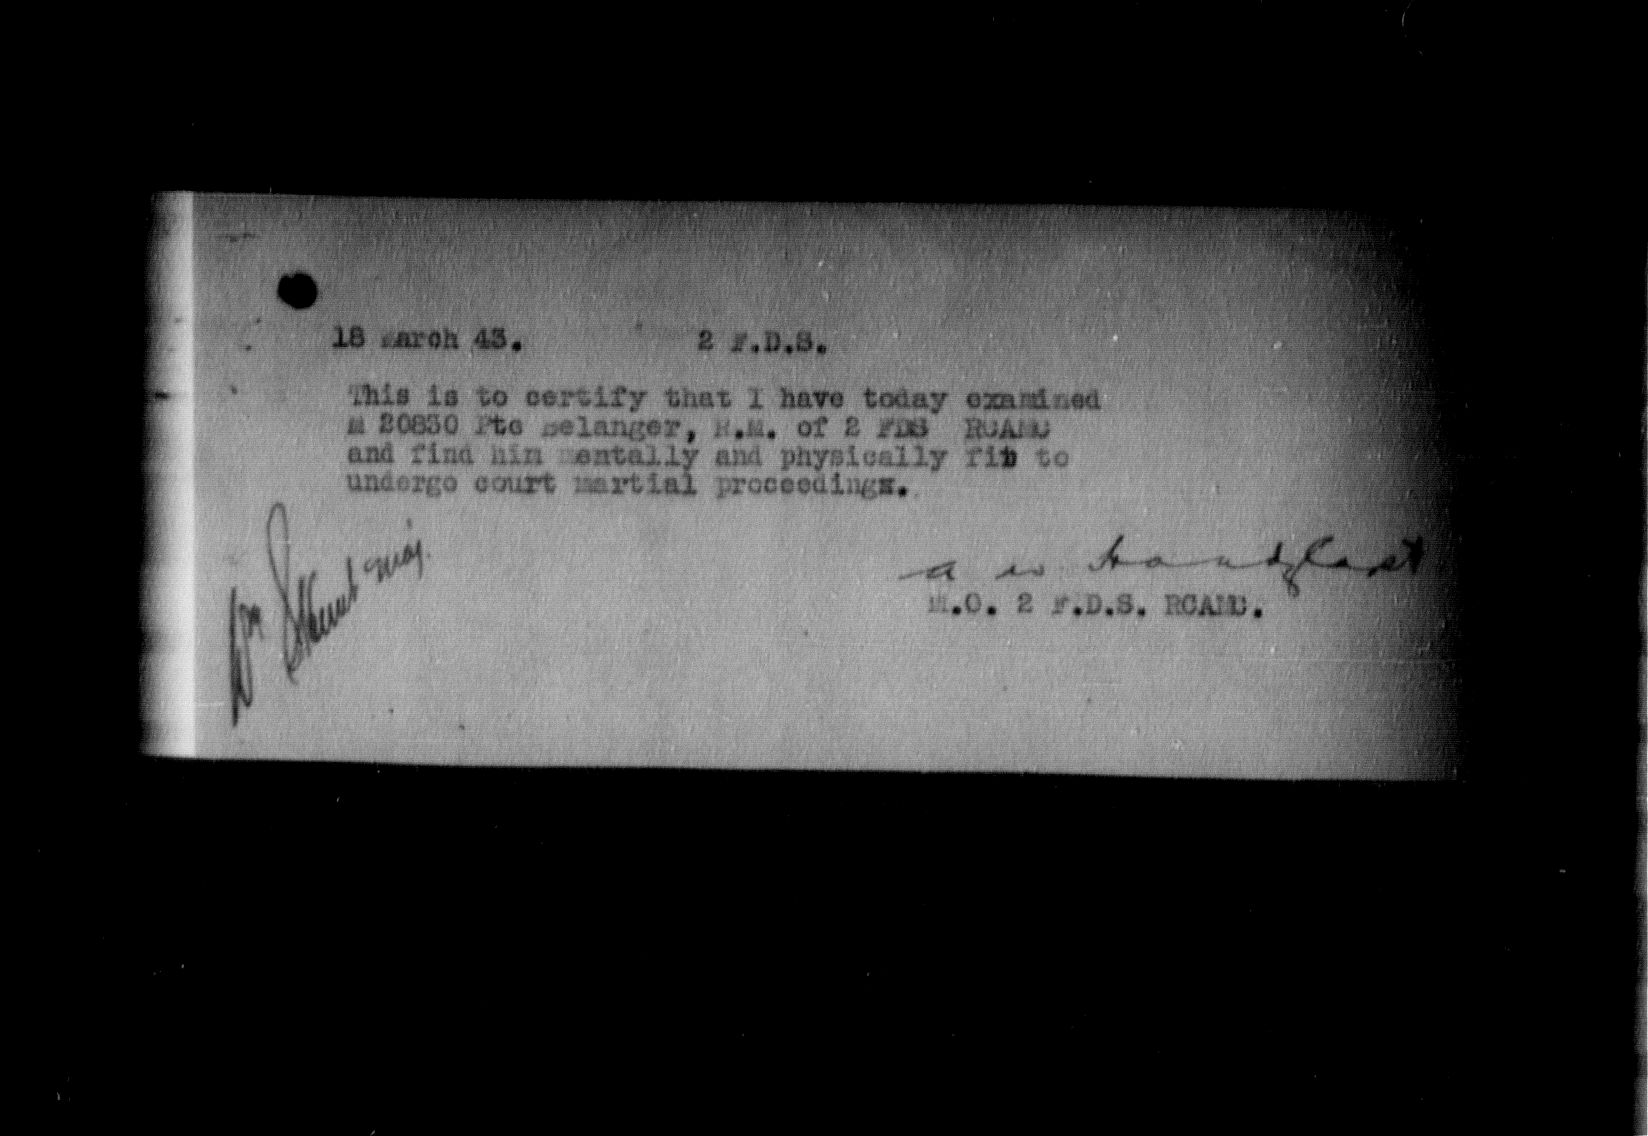 18 March 43. 2 F.D.S.
This is to certify that I have today examined
M 20830 Pte Belanger, R.M. of 2 FDS RCAMC
and find him mentally and physically fit to
undergo court martial proceedings.
Maj.
M.O. 2 F.D.S. RCAMC.